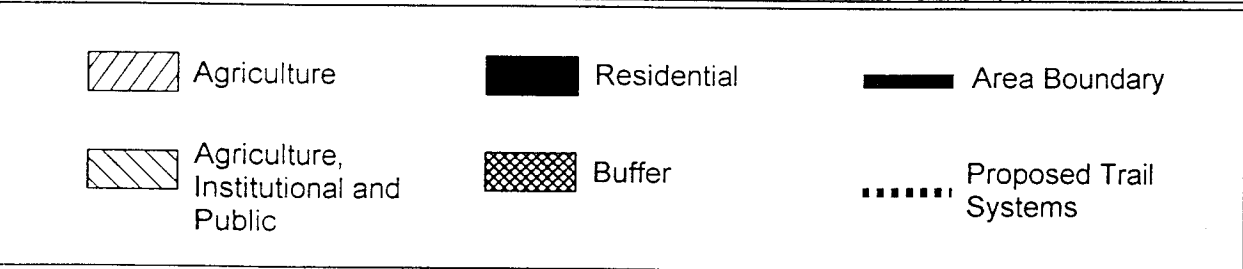 Agriculture
Residential
Area Boundary
Agriculture,
Institutional and
Public
Buffer
Proposed Trail
Systems